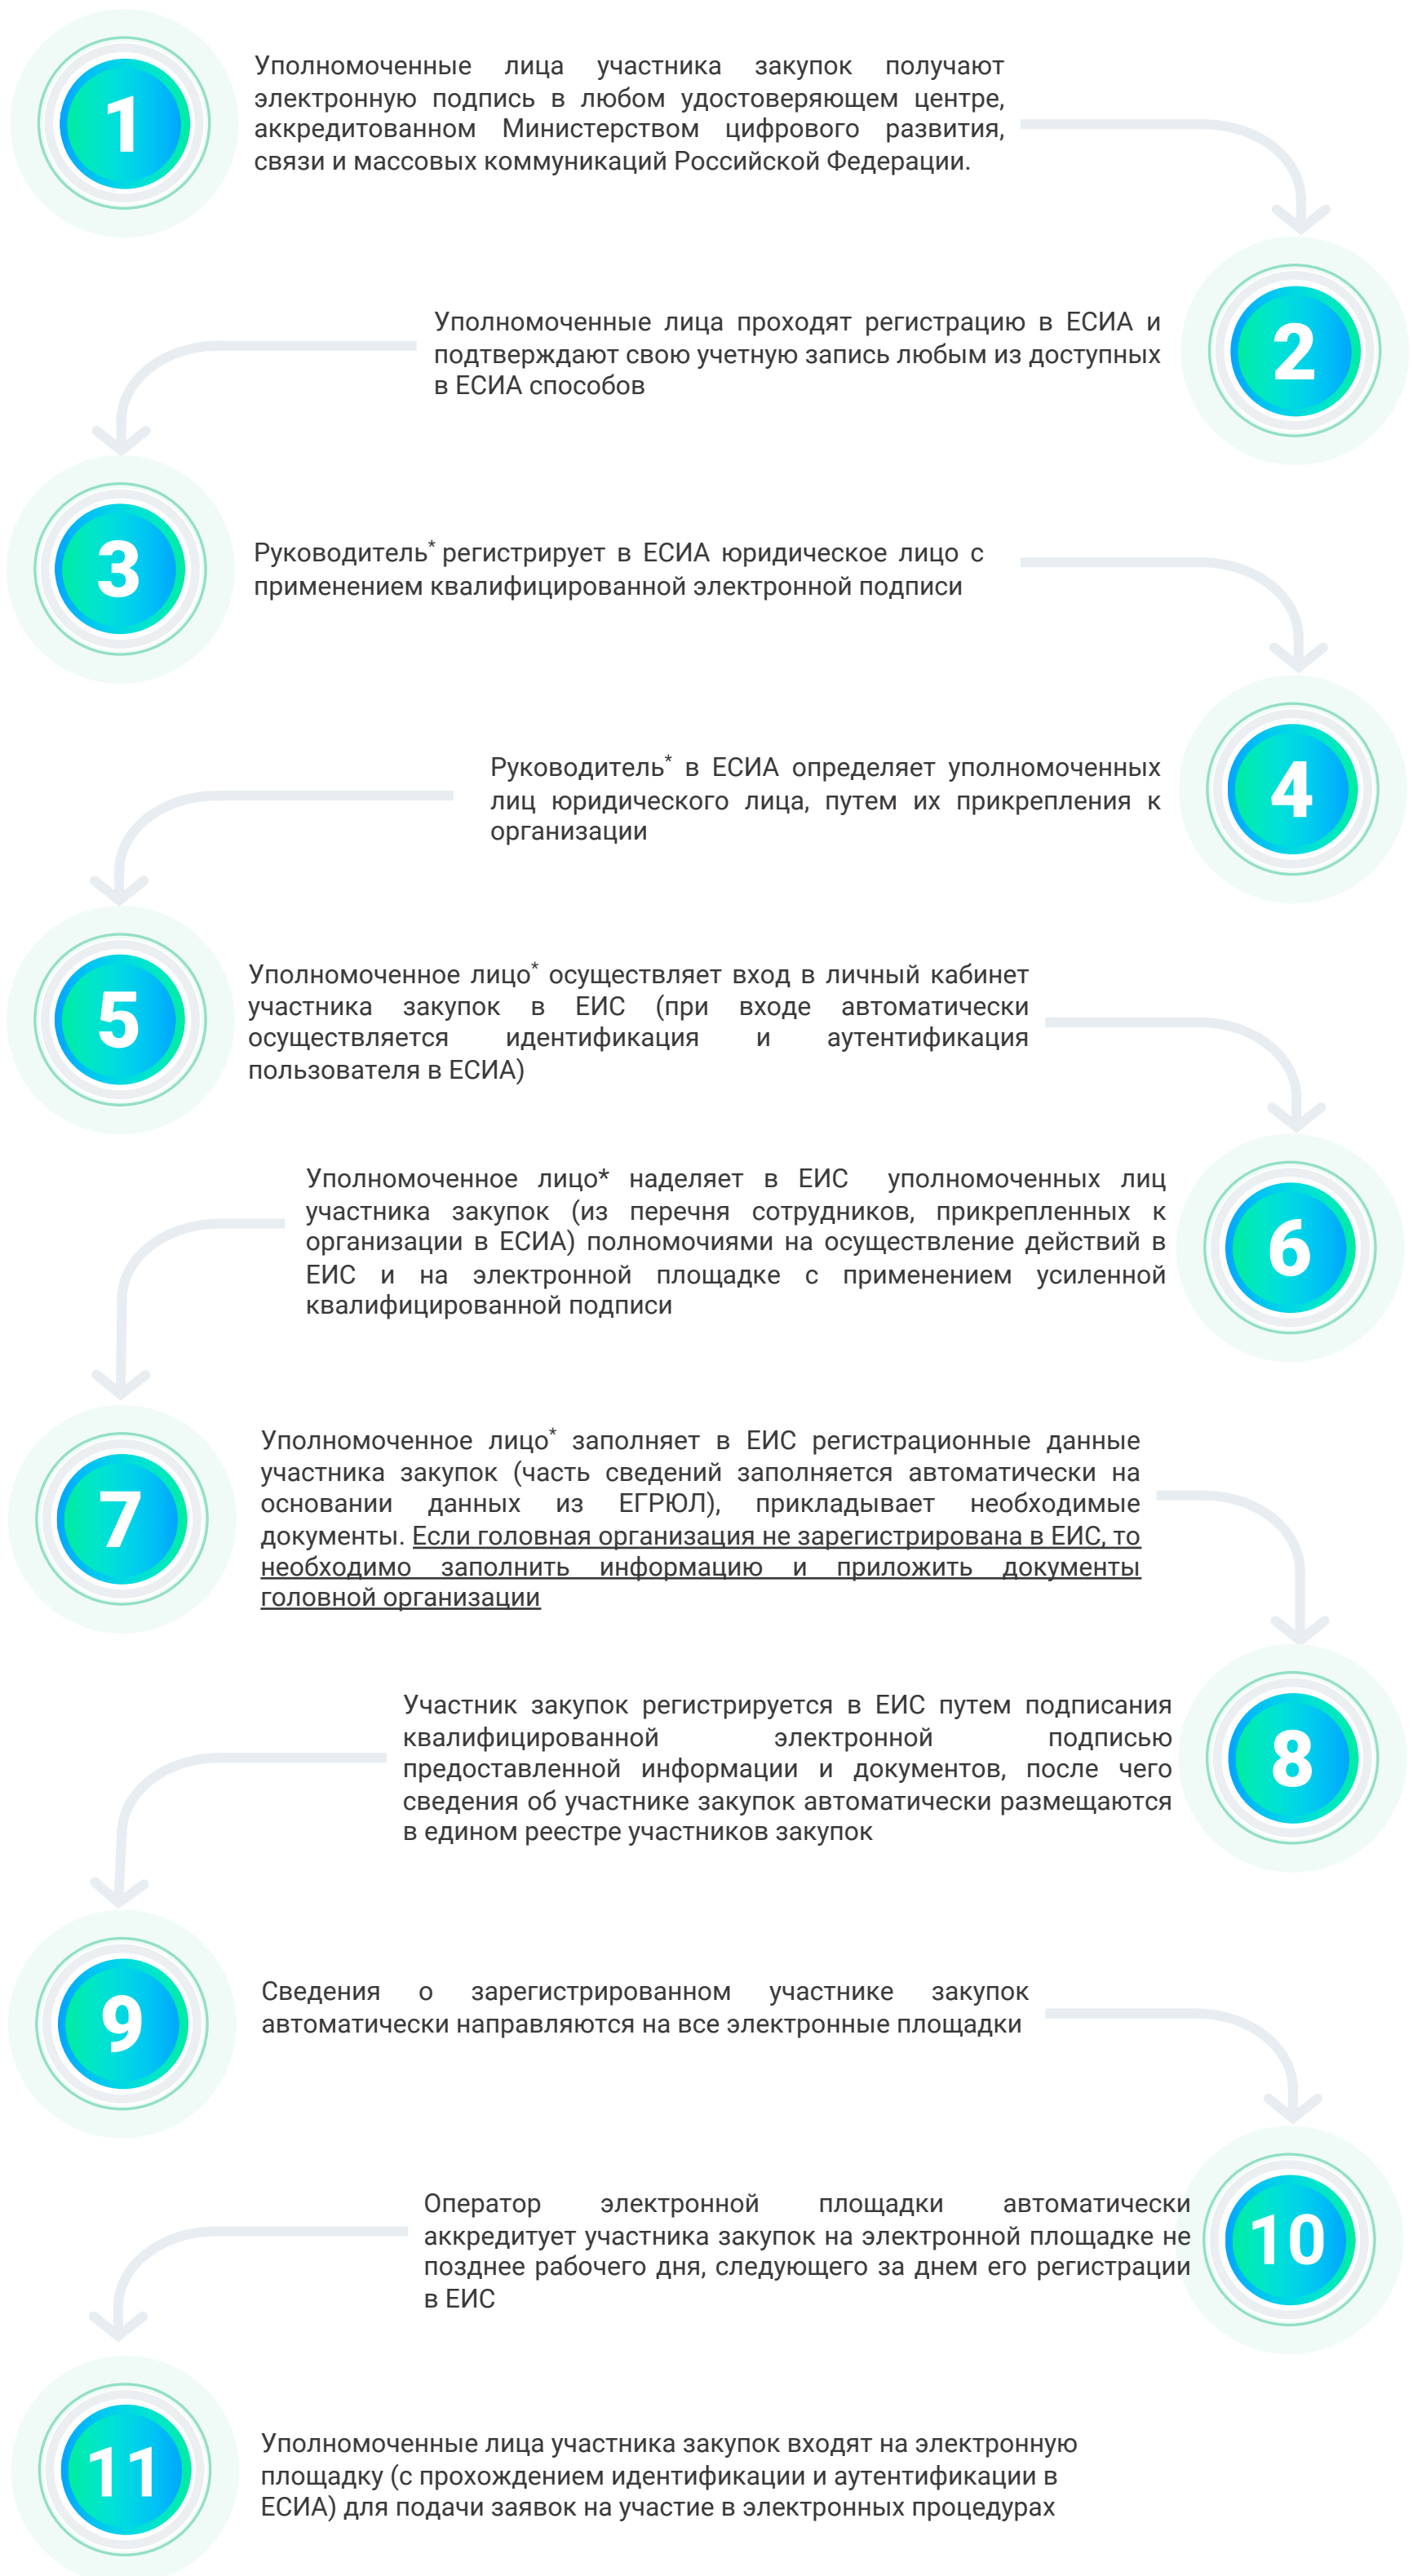 1
Уполномоченные лица участника закупок получают
электронную подпись в любом удостоверяющем центре,
аккредитованном Министерством цифрового развития,
связи и массовых коммуникаций Российской Федерации.
2
Уполномоченные лица проходят регистрацию в ЕСИА и
подтверждают свою учетную запись любым из доступных
в ЕСИА способов
3
Руководитель* регистрирует в ЕСИА юридическое лицо с
применением квалифицированной электронной подписи
4
Руководитель* в ЕСИА определяет уполномоченных
лиц юридического лица, путем их прикрепления к
организации
5
Уполномоченное лицо* осуществляет вход в личный кабинет
участника закупок в ЕИС (при входе автоматически
осуществляется идентификация и аутентификация
пользователя в ЕСИА)
6
Уполномоченное лицо* наделяет в ЕИС уполномоченных лиц
участника закупок (из перечня сотрудников, прикрепленных к
организации в ЕСИА) полномочиями на осуществление действий в
ЕИС и на электронной площадке с применением усиленной
квалифицированной подписи
7
Уполномоченное лицо* заполняет в ЕИС регистрационные данные
участника закупок (часть сведений заполняется автоматически на
основании данных из ЕГРЮЛ), прикладывает необходимые
документы. Если головная организация не зарегистрирована в ЕИС, то
необходимо заполнить информацию и приложить документы
головной организации
8
Участник закупок регистрируется в ЕИС путем подписания
квалифицированной электронной подписью
предоставленной информации и документов, после чего
сведения об участнике закупок автоматически размещаются
в едином реестре участников закупок
9
Сведения о зарегистрированном участнике закупок
автоматически направляются на все электронные площадки
10
Оператор электронной площадки автоматически
аккредитует участника закупок на электронной площадке не
позднее рабочего дня, следующего за днем его регистрации
в ЕИС
11
Уполномоченные лица участника закупок входят на электронную
площадку (с прохождением идентификации и аутентификации в
ЕСИА) для подачи заявок на участие в электронных процедурах